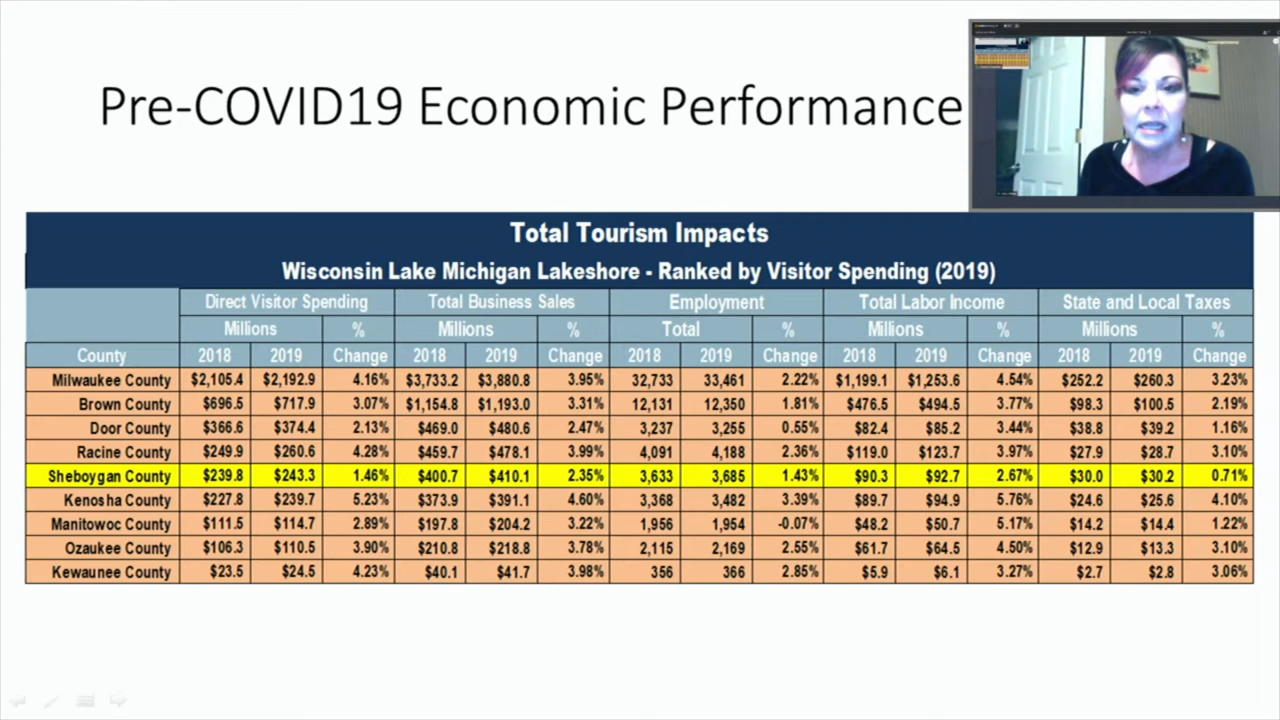 Pre-COVID19 Economic Performance
Total Tourism Impacts
Wisconsin Lake Michigan Lakeshore - Ranked by Visitor Spending (2019)
Direct Visitor Spending Total Business Sales Employment Total Labor Income State and Local Taxes
Millions % Millions % Total % Millions % Millions %
County 2018 2019 Change 2018 2019 Change 2018 2019 Change 2018 2019 Change 2018 2019 Change
Milwaukee County $2,105.4 $2,192.9 4.16% $3,733.2 $3,880.8 3.95% 32,733 33,461 2.22% $1,199.1 $1,253.6 4.54% $252.2 $260.3 3.23%
Brown County $696.5 $717.9 3.07% $1,154.8 $1,193.0 3.31% 12,131 12,350 1.81% $476.5 $494.5 3.77% $98.3 $100.5 2.19%
Door County $366.6 $374.4 2.13% $469.0 $480.6 2.47% 3,237 3,255 0.55% $82.4 $85.2 3.44% $38.8 $39.2 1.16%
Racine County $249.9 $260.6 4.28% $459.7 $478.1 3.99% 4,091 4,188 2.36% $119.0 $123.7 3.97% $27.9 $28.7 3.10%
Sheboygan County $239.8 $243.3 1.46% $400.7 $410.1 2.35% 3,633 3,685 1.43% $90.3 $92.7 2.67% $30.0 $30.2 0.71%
Kenosha County $227.8 $239.7 5.23% $373.9 $391.1 4.60% 3,368 3,482 3.39% $89.7 $94.9 5.76% $24.6 $25.6 4.10%
Manitowoc County $111.5 $114.7 2.89% $197.8 $204.2 3.22% 1,956 1,954 -0.07% $48.2 $50.7 5.17% $14.2 $14.4 1.22%
Ozaukee County $106.3 $110.5 3.90% $210.8 $218.8 3.78% 2,115 2,169 2.55% $61.7 $64.5 4.50% $12.9 $13.3 3.10%
Kewaunee County $23.5 $24.5 4.23% $40.1 $41.7 3.98% 356 366 2.85% $5.9 $6.1 3.27% $2.7 $2.8 3.06%